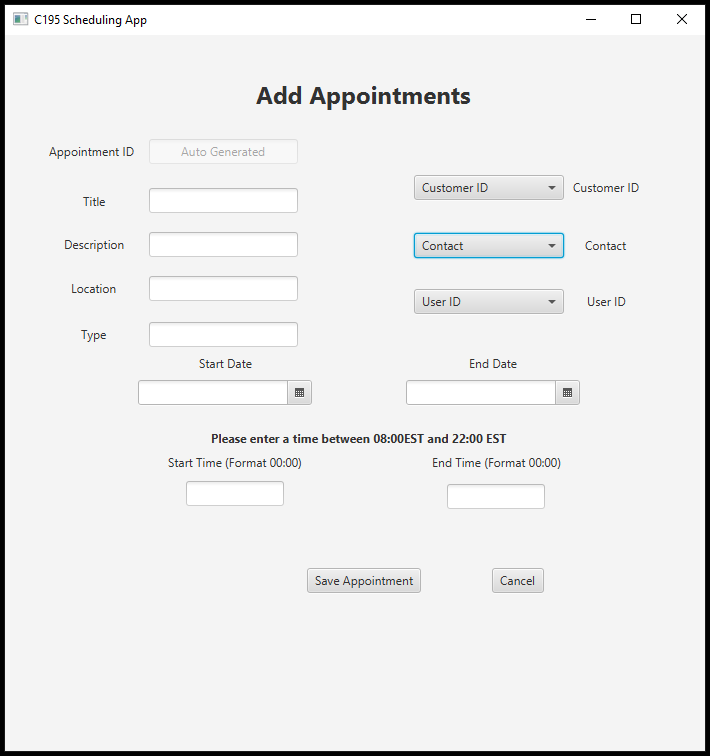 C195 Scheduling App
Add Appointments
Appointment ID
Auto Generated
Customer ID
Customer ID
Title
Description
Contact
Contact
Location
User ID
User ID
Type
Start Date
End Date
Please enter a time between 08:00EST and 22:00 EST
Start Time (Format 00:00)
End Time (Format 00:00)
Save Appointment
Cancel